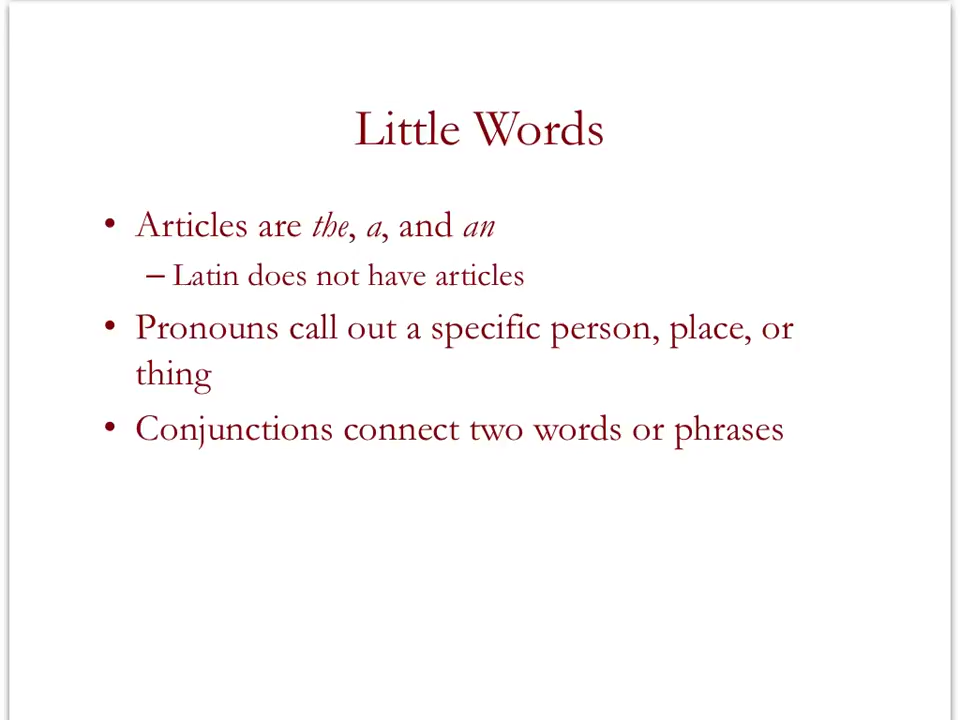 Little Words
• Articles are the, a, and an
– Latin does not have articles
• Pronouns call out a specific person, place, or
thing
• Conjunctions connect two words or phrases